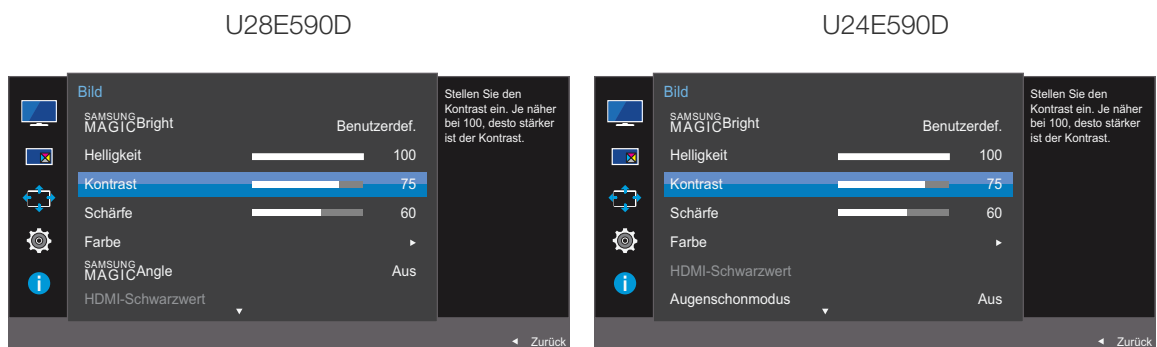 U28E590D
Bild
SAMSUNG MAGICBright Benutzerdef.
Helligkeit 100
Kontrast 75
Schärfe 60
Farbe
SAMSUNG MAGICAngle Aus
HDMI-Schwarzwert
Stellen Sie den
Kontrast ein. Je näher
bei 100, desto stärker
ist der Kontrast.
Zurück
U24E590D
Bild
SAMSUNG MAGICBright Benutzerdef.
Helligkeit 100
Kontrast 75
Schärfe 60
Farbe
HDMI-Schwarzwert
Augenschonmodus Aus
Stellen Sie den
Kontrast ein. Je näher
bei 100, desto stärker
ist der Kontrast.
Zurück